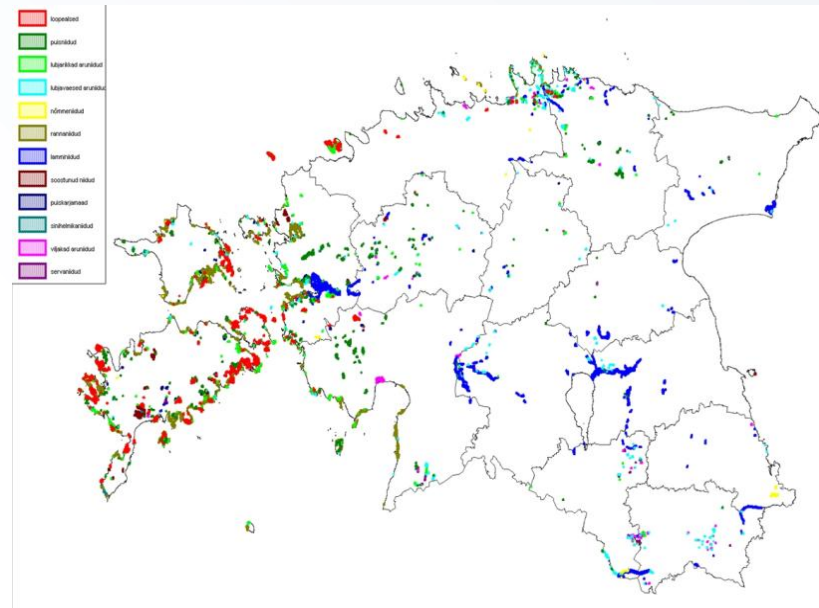 loopealsed
puisniidud
lubjarikkad aruniidud
lubjavaesed aruniidud
nõmmeniidud
rannaniidud
lamminiidud
soostunud niidud
puiskarjamaad
sinihelmikaniidud
viljakad aruniidud
servaniidud